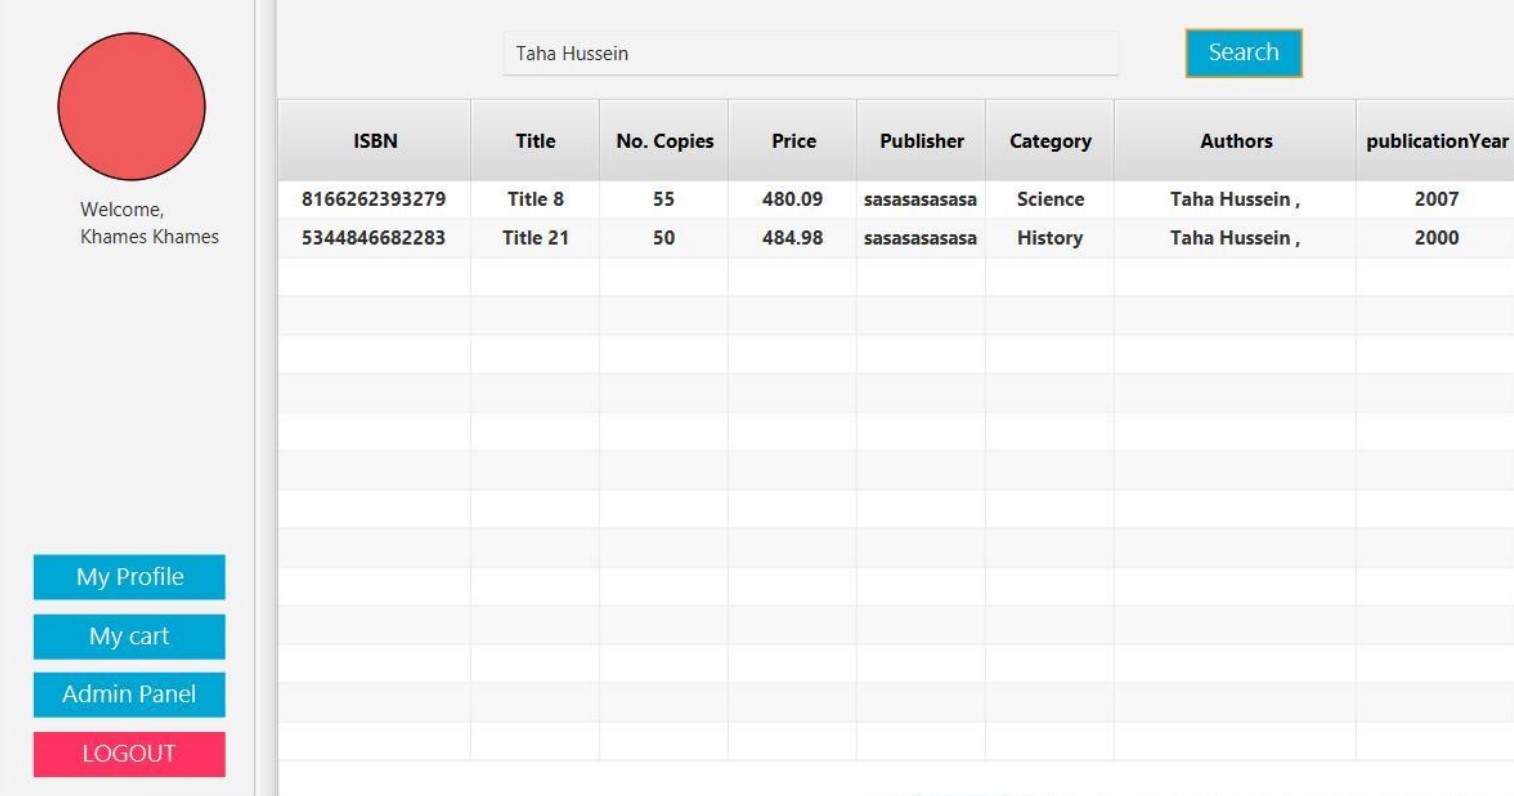 Taha Hussein
Search
ISBN Title No. Copies Price Publisher Category Authors publicationYear
8166262393279 Title 8 55 480.09 sasasasasasa Science Taha Hussein , 2007
5344846682283 Title 21 50 484.98 sasasasasasa History Taha Hussein , 2000
Welcome,
Khames Khames
My Profile
My cart
Admin Panel
LOGOUT